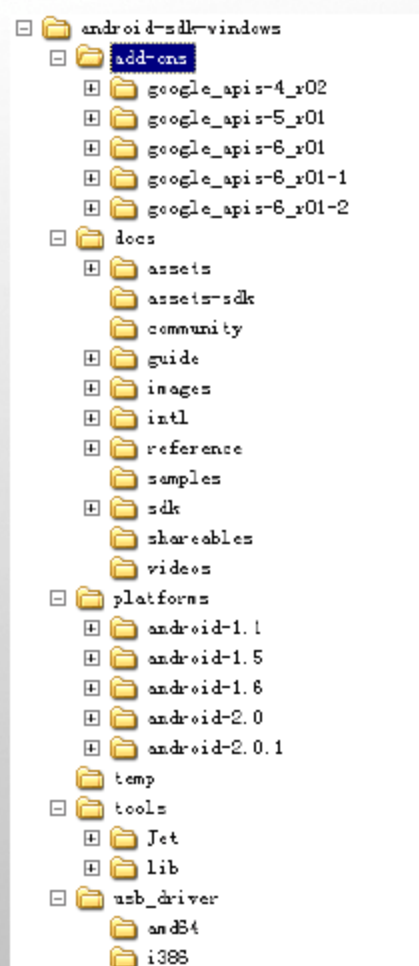 android-sdk-windows
add-ons
google_apis-4_r02
google_apis-5_r01
google_apis-6_r01
google_apis-6_r01-1
google_apis-6_r01-2
docs
assets
assets-sdk
community
guide
images
intl
reference
samples
sdk
shareables
videos
platforms
android-1.1
android-1.5
android-1.6
android-2.0
android-2.0.1
temp
tools
Jet
lib
usb_driver
amd64
i386